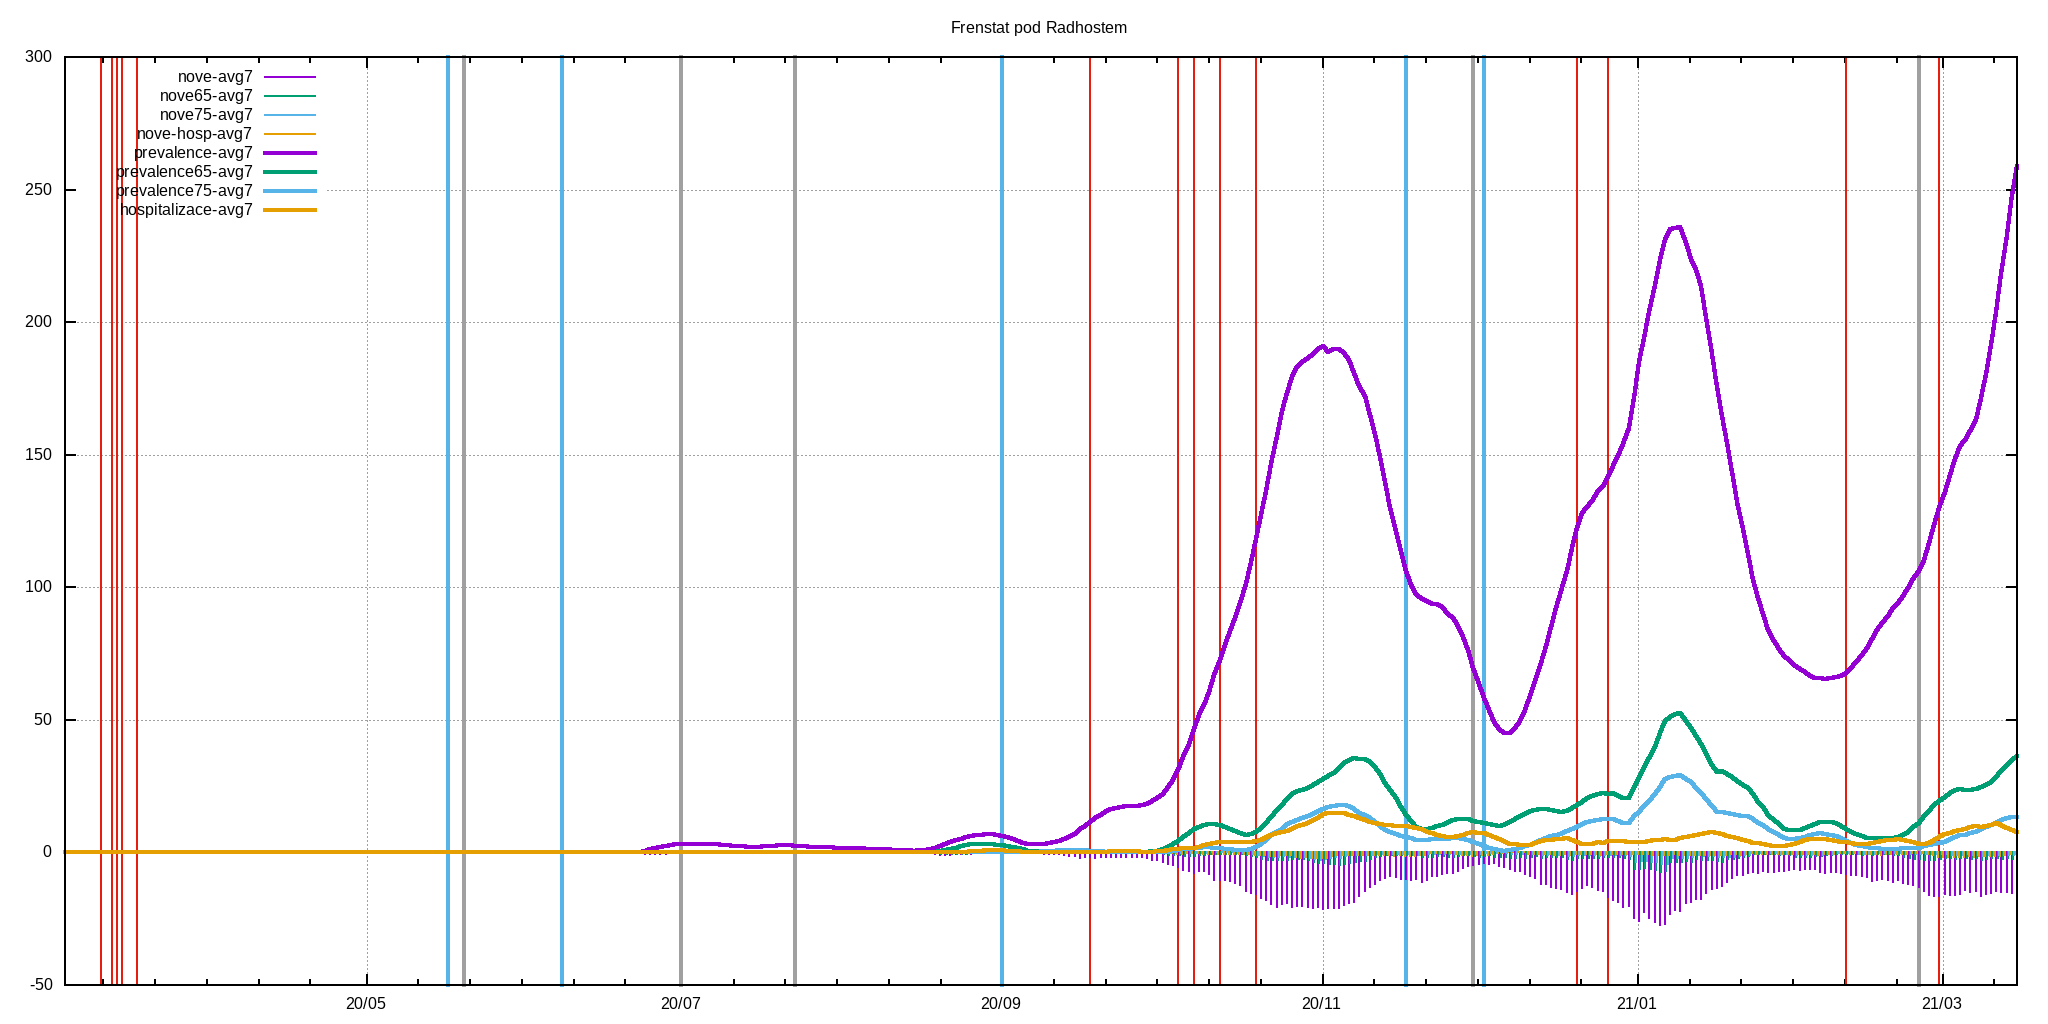 Frenstat pod Radhostem
300
250
200
150
100
50
0
-50
nove-avg7
nove65-avg7
nove75-avg7
nove-hosp-avg7
prevalence-avg7
prevalence65-avg7
prevalence75-avg7
hospitalizace-avg7
20/05
20/07
20/09
20/11
21/01
21/03